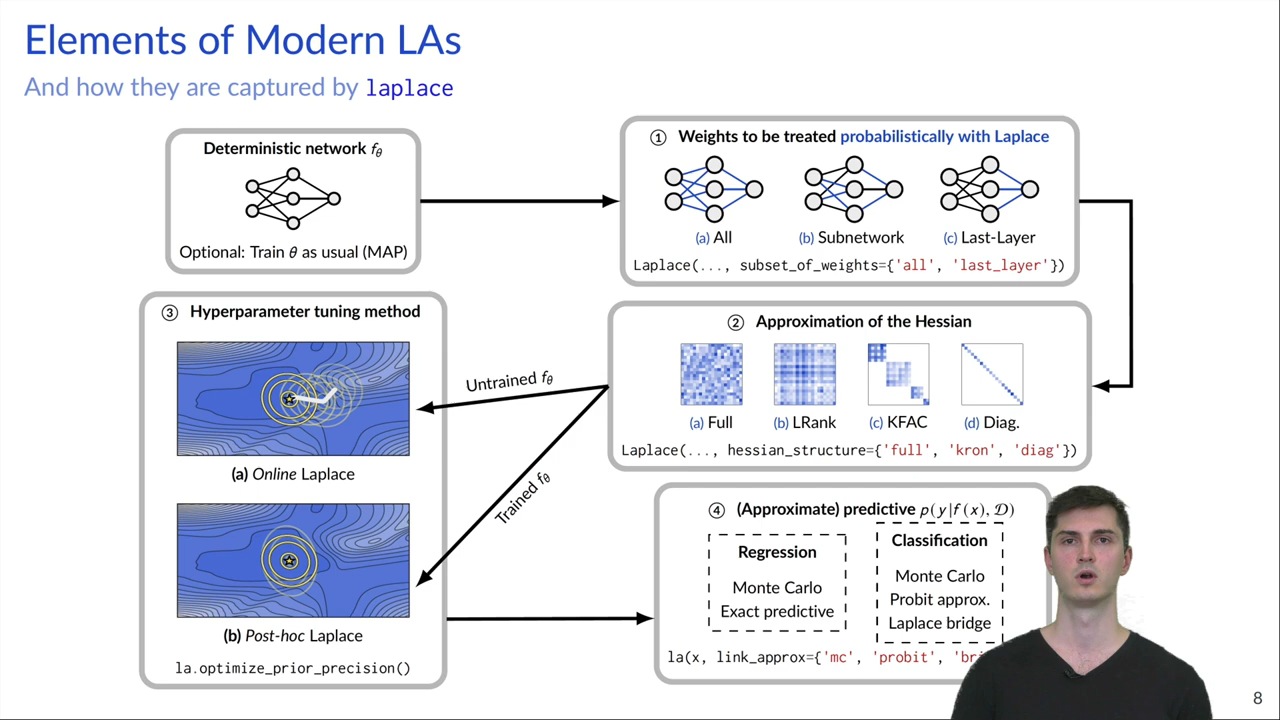 Elements of Modern LAs
And how they are captured by laplace
Deterministic network fθ
Optional: Train θ as usual (MAP)
① Weights to be treated probabilistically with Laplace
(a) All (b) Subnetwork (c) Last-Layer
Laplace(..., subset_of_weights={'all', 'last_layer'})
② Approximation of the Hessian
(a) Full (b) LRank (c) KFAC (d) Diag.
Laplace(..., hessian_structure={'full', 'kron', 'diag'})
③ Hyperparameter tuning method
Untrained fθ
(a) Online Laplace
Trained fθ
(b) Post-hoc Laplace
la.optimize_prior_precision()
④ (Approximate) predictive p(y|f(x), 𝒟)
Regression
Monte Carlo
Exact predictive
Classification
Monte Carlo
Probit approx.
Laplace bridge
la(x, link_approx={'mc', 'probit',
8